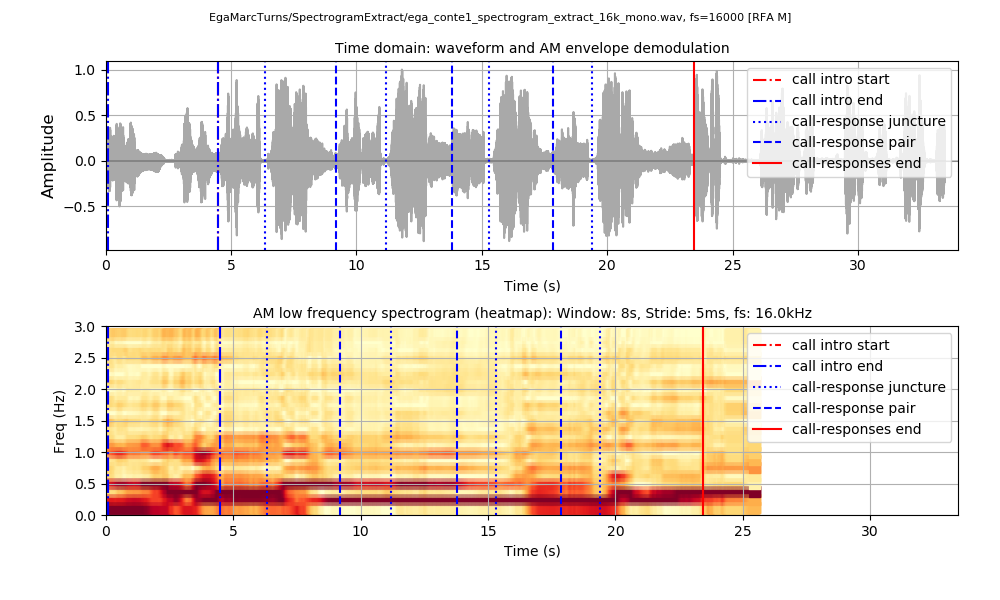 EgaMarcTurns/SpectrogramExtract/ega_conte1_spectrogram_extract_16k_mono.wav, fs=16000 [RFA M]
Time domain: waveform and AM envelope demodulation
Amplitude
1.0
0.5
0.0
−0.5
call intro start
call intro end
call-response juncture
call-response pair
call-responses end
0 5 10 15 20 25 30
Time (s)
AM low frequency spectrogram (heatmap): Window: 8s, Stride: 5ms, fs: 16.0kHz
Freq (Hz)
3.0
2.5
2.0
1.5
1.0
0.5
0.0
call intro start
call intro end
call-response juncture
call-response pair
call-responses end
0 5 10 15 20 25 30
Time (s)